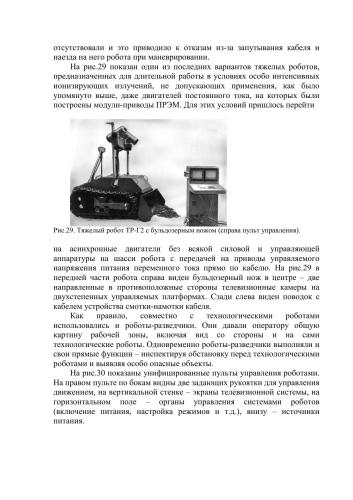 отсутствовали и это приводило к отказам из-за запутывания кабеля и
наезда на него робота при маневрировании.
На рис.29 показан один из последних вариантов тяжелых роботов,
предназначенных для длительной работы в условиях особо интенсивных
ионизирующих излучений, не допускающих применения, как было
упомянуто выше, даже двигателей постоянного тока, на которых были
построены модули-приводы ПРЭМ. Для этих условий пришлось перейти
Рис.29. Тяжелый робот ТР-Г2 с бульдозерным ножом (справа пульт управления).
на асинхронные двигатели без всякой силовой и управляющей
аппаратуры на шасси робота с передачей на приводы управляемого
напряжения питания переменного тока прямо по кабелю. На рис.29 в
передней части робота справа виден бульдозерный нож в центре – две
направленные в противоположные стороны телевизионные камеры на
двухстепенных управляемых платформах. Сзади слева виден поводок с
кабелем устройства смотки-намотки кабеля.
Как правило, совместно с технологическими роботами
использовались и роботы-разведчики. Они давали оператору общую
картину рабочей зоны, включая вид со стороны и на сами
технологические роботы. Одновременно роботы-разведчики выполняли и
свои прямые функции – инспектируя обстановку перед технологическими
роботами и выявляя особо опасные объекты.
На рис.30 показаны унифицированные пульты управления роботами.
На правом пульте по бокам видны две задающих рукоятки для управления
движением, на вертикальной стенке – экраны телевизионной системы, на
горизонтальном поле – органы управления системами роботов
(включение питания, настройка режимов и т.д.), внизу – источники
питания.